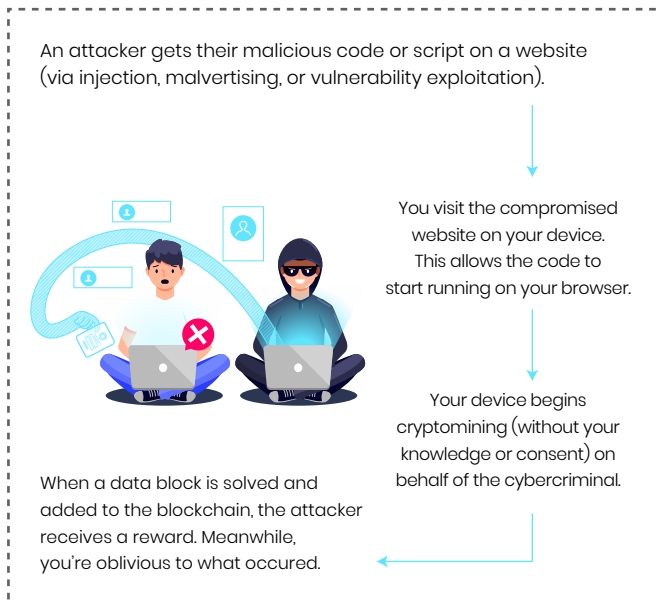 An attacker gets their malicious code or script on a website
(via injection, malvertising, or vulnerability exploitation).
You visit the compromised
website on your device.
This allows the code to
start running on your browser.
Your device begins
cryptomining (without your
knowledge or consent) on
behalf of the cybercriminal.
When a data block is solved and
added to the blockchain, the attacker
receives a reward. Meanwhile,
you’re oblivious to what occured.